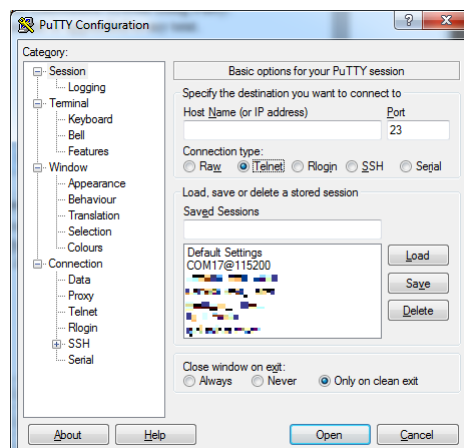 PuTTY Configuration
Category:
Session
Logging
Terminal
Keyboard
Bell
Features
Window
Appearance
Behaviour
Translation
Selection
Colours
Connection
Data
Proxy
Telnet
Rlogin
SSH
Serial
Basic options for your PuTTY session
Specify the destination you want to connect to
Host Name (or IP address) Port
23
Connection type:
Raw Telnet Rlogin SSH Serial
Load, save or delete a stored session
Saved Sessions
Default Settings
COM17@115200
Load
Save
Delete
Close window on exit:
Always Never Only on clean exit
About Help Open Cancel